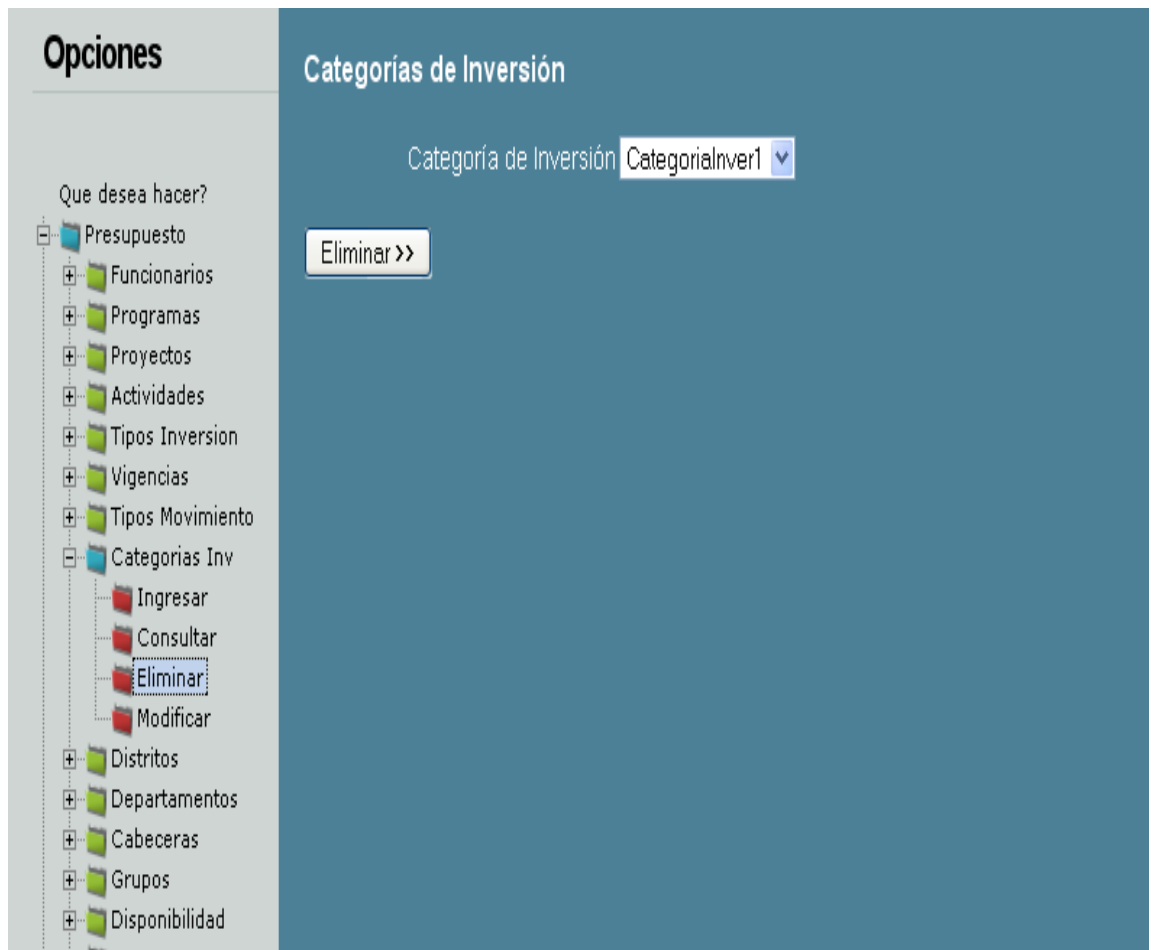 Opciones
Que desea hacer?
Presupuesto
Funcionarios
Programas
Proyectos
Actividades
Tipos Inversion
Vigencias
Tipos Movimiento
Categorias Inv
Ingresar
Consultar
Eliminar
Modificar
Distritos
Departamentos
Cabeceras
Grupos
Disponibilidad
Categorías de Inversión
Categoría de Inversión CategoriaInver1
Eliminar >>